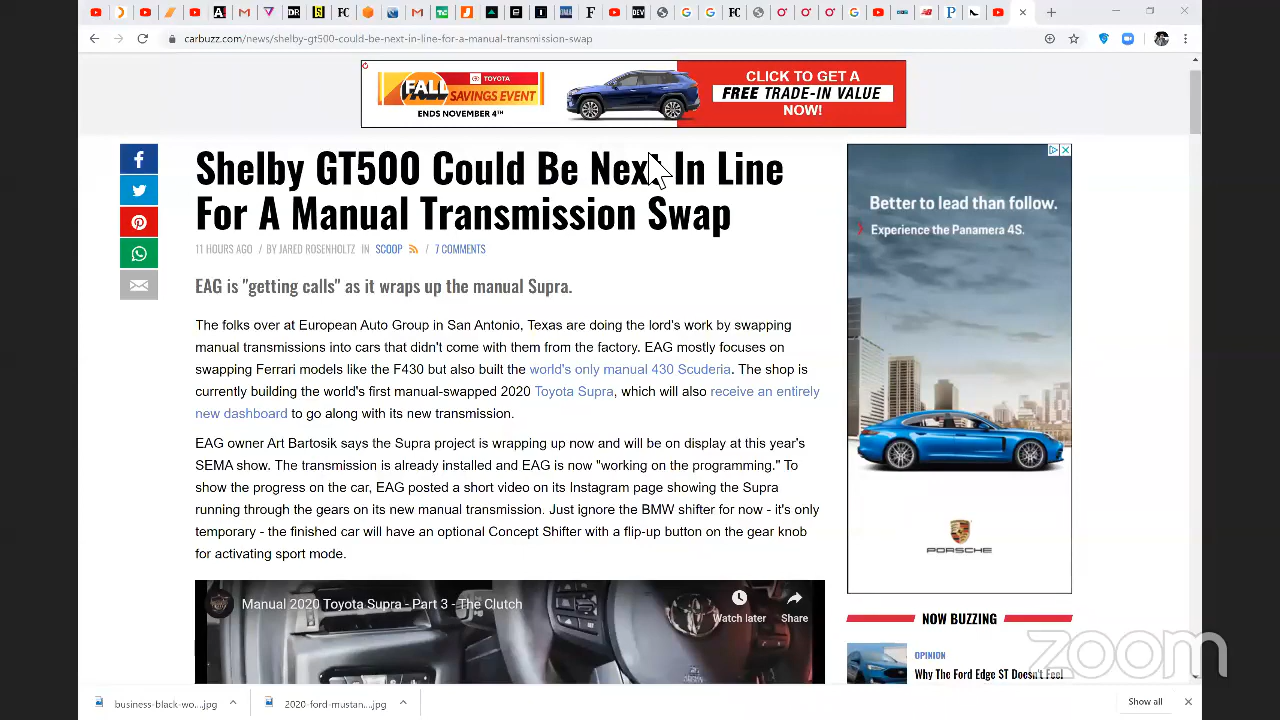 carbuzz.com/news/shelby-gt500-could-be-next-in-line-for-a-manual-transmission-swap
FALL
SAVINGS EVENT
TOYOTA
ENDS NOVEMBER 4TH
CLICK TO GET A
FREE TRADE-IN VALUE
NOW!
Shelby GT500 Could Be Next In Line
For A Manual Transmission Swap
11 HOURS AGO / BY JARED ROSENHOLTZ IN SCOOP / 7 COMMENTS
EAG is "getting calls" as it wraps up the manual Supra.
The folks over at European Auto Group in San Antonio, Texas are doing the lord's work by swapping
manual transmissions into cars that didn't come with them from the factory. EAG mostly focuses on
swapping Ferrari models like the F430 but also built the world's only manual 430 Scuderia. The shop is
currently building the world's first manual-swapped 2020 Toyota Supra, which will also receive an entirely
new dashboard to go along with its new transmission.
EAG owner Art Bartosik says the Supra project is wrapping up now and will be on display at this year's
SEMA show. The transmission is already installed and EAG is now "working on the programming." To
show the progress on the car, EAG posted a short video on its Instagram page showing the Supra
running through the gears on its new manual transmission. Just ignore the BMW shifter for now - it's only
temporary - the finished car will have an optional Concept Shifter with a flip-up button on the gear knob
for activating sport mode.
Manual 2020 Toyota Supra - Part 3 - The Clutch
Watch later
Share
Better to lead than follow.
Experience the Panamera 4S.
PORSCHE
NOW BUZZING
OPINION
Why The Ford Edge ST Doesn't Feel
zoom
business-black-wo....jpg
2020-ford-mustan....jpg
Show all